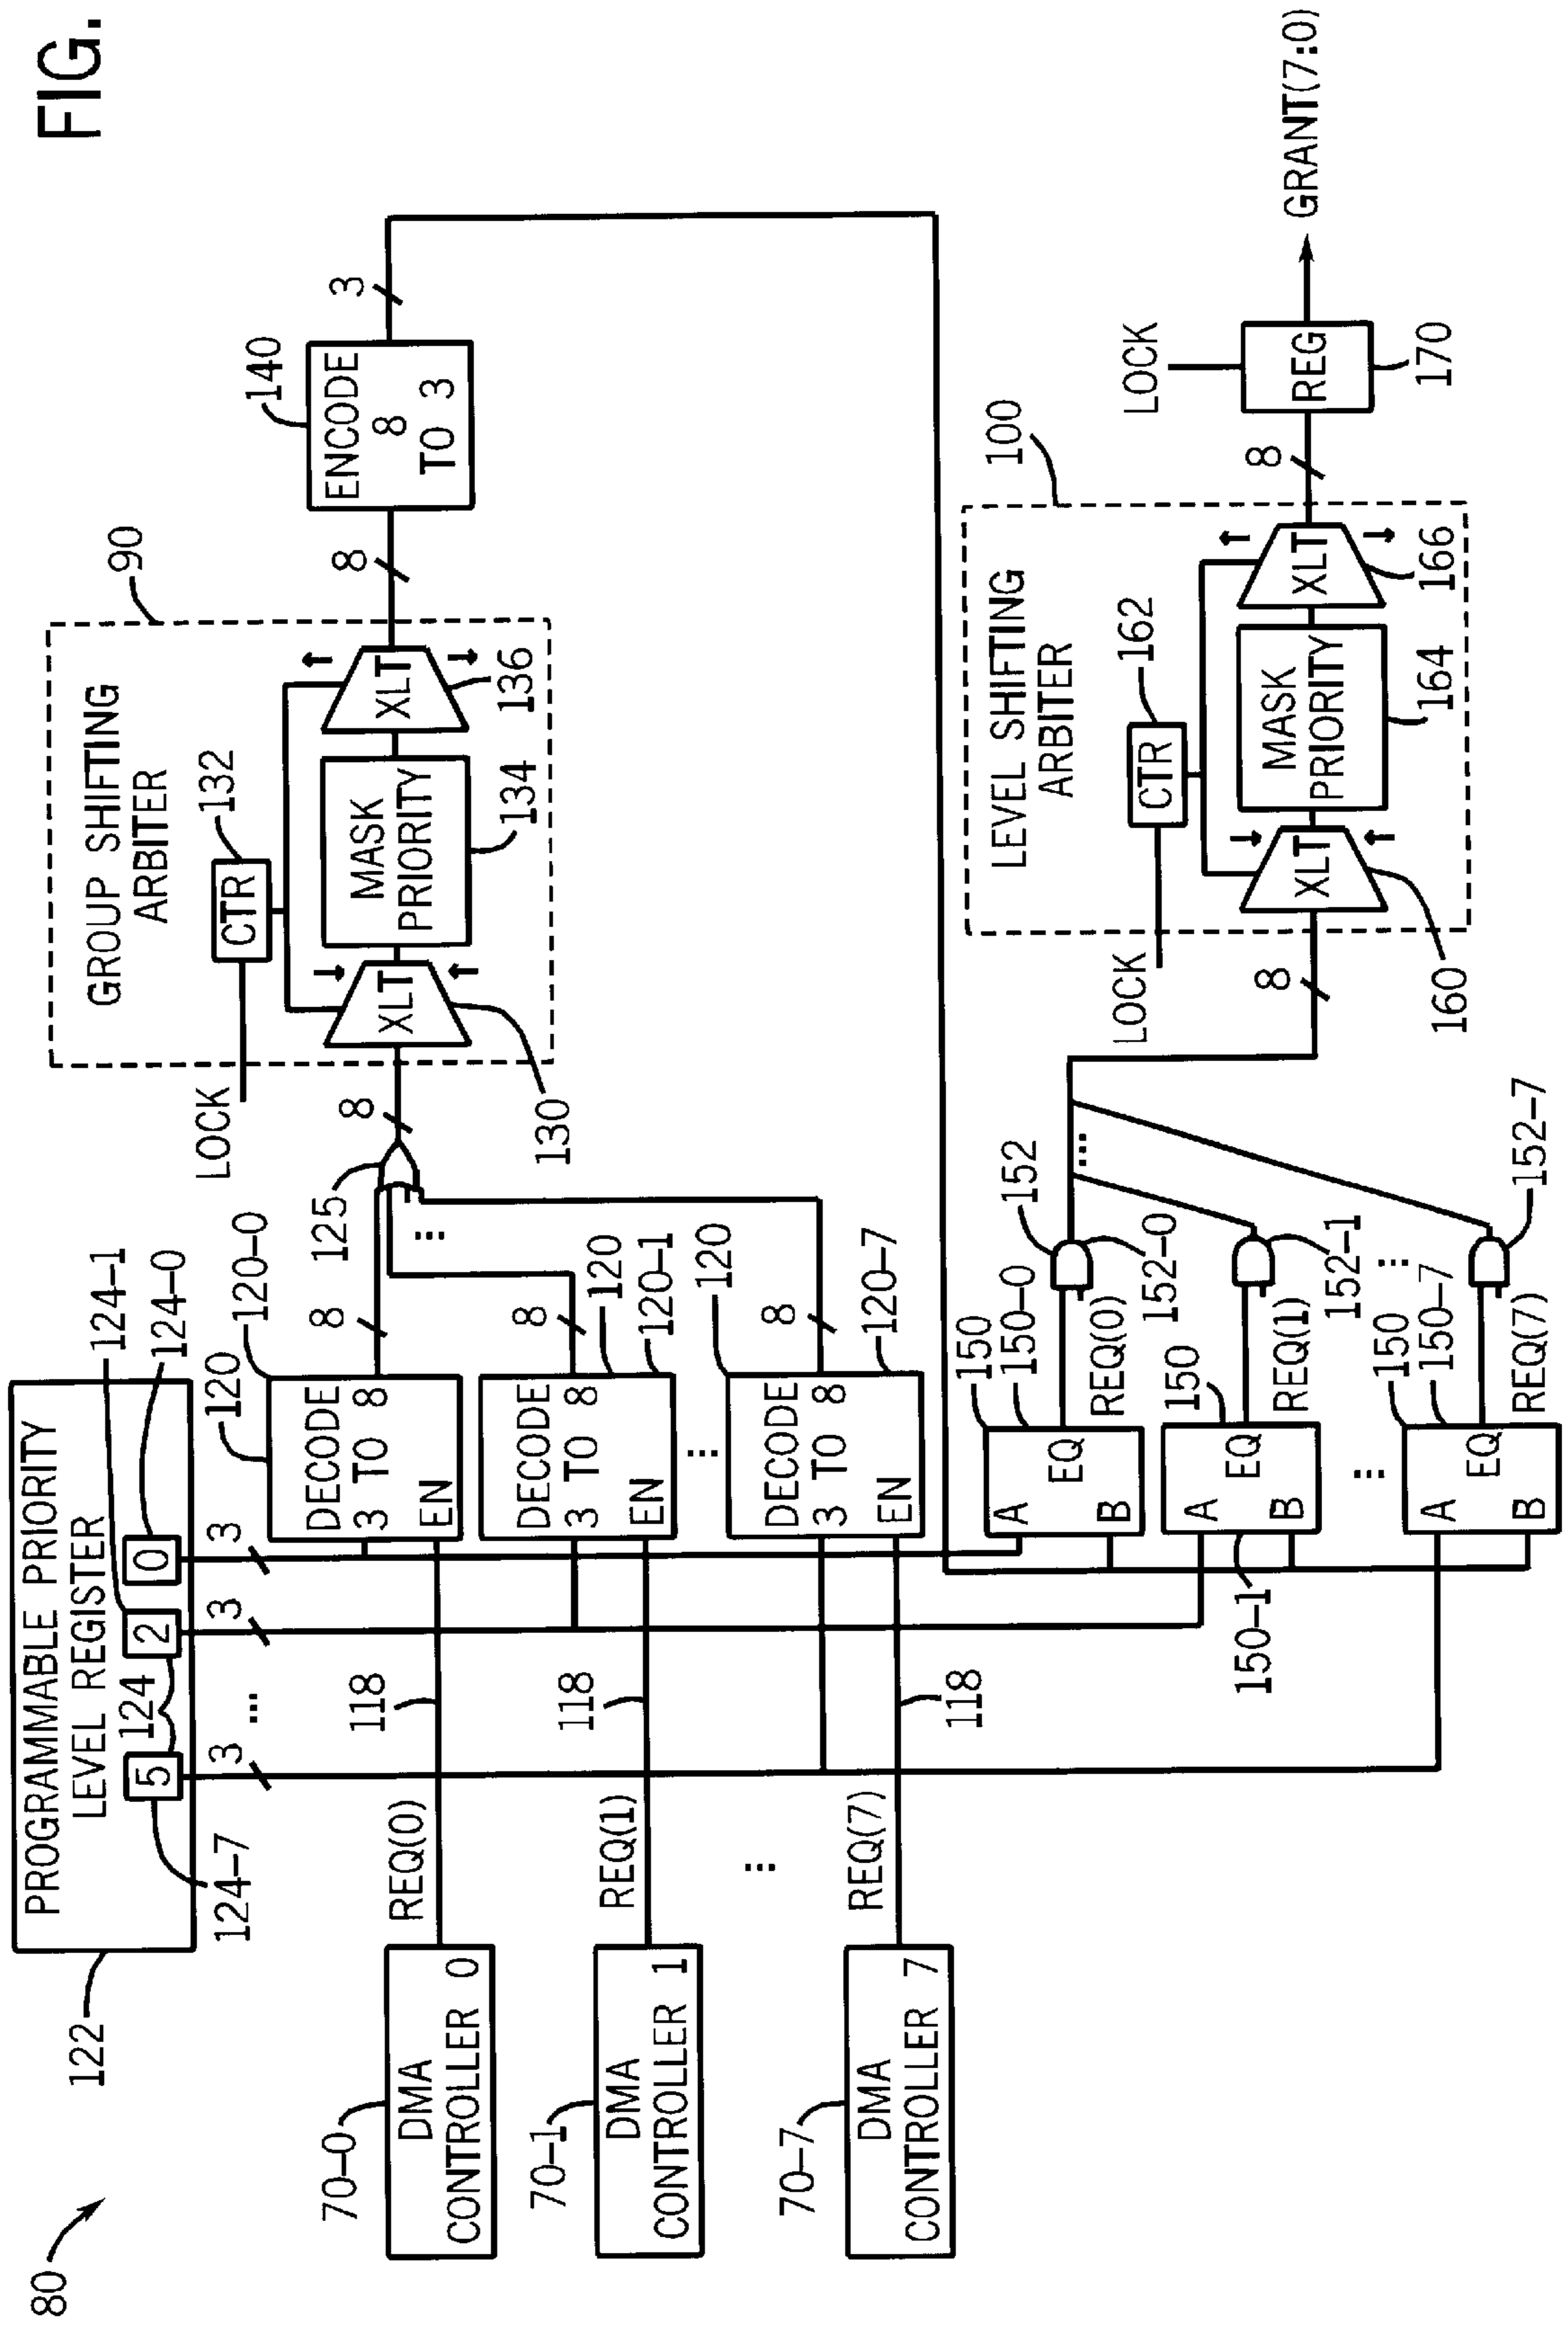 FIG.
80
122
PROGRAMMABLE PRIORITY
LEVEL REGISTER
5
2
0
124
124-7
124-1
124-0
3
3
3
...
70-0
DMA
CONTROLLER 0
REQ(0)
118
70-1
DMA
CONTROLLER 1
REQ(1)
118
...
70-7
DMA
CONTROLLER 7
REQ(7)
118
120
120-0
DECODE
3 TO 8
EN
8
DECODE
3 TO 8
EN
8
120
120-1
...
120
DECODE
3 TO 8
EN
8
120-7
125
...
8
LOCK
GROUP SHIFTING
ARBITER
90
CTR
132
XLT
130
MASK
PRIORITY
134
XLT
136
8
140
ENCODE
8
TO 3
3
150
150-0
A
EQ
B
REQ(0)
152
152-0
150
A
EQ
B
150-1
REQ(1)
152-1
...
...
150
150-7
A
EQ
B
REQ(7)
152-7
...
8
LOCK
LEVEL SHIFTING
ARBITER
100
CTR
162
XLT
160
MASK
PRIORITY
164
XLT
166
8
LOCK
REG
170
GRANT(7:0)